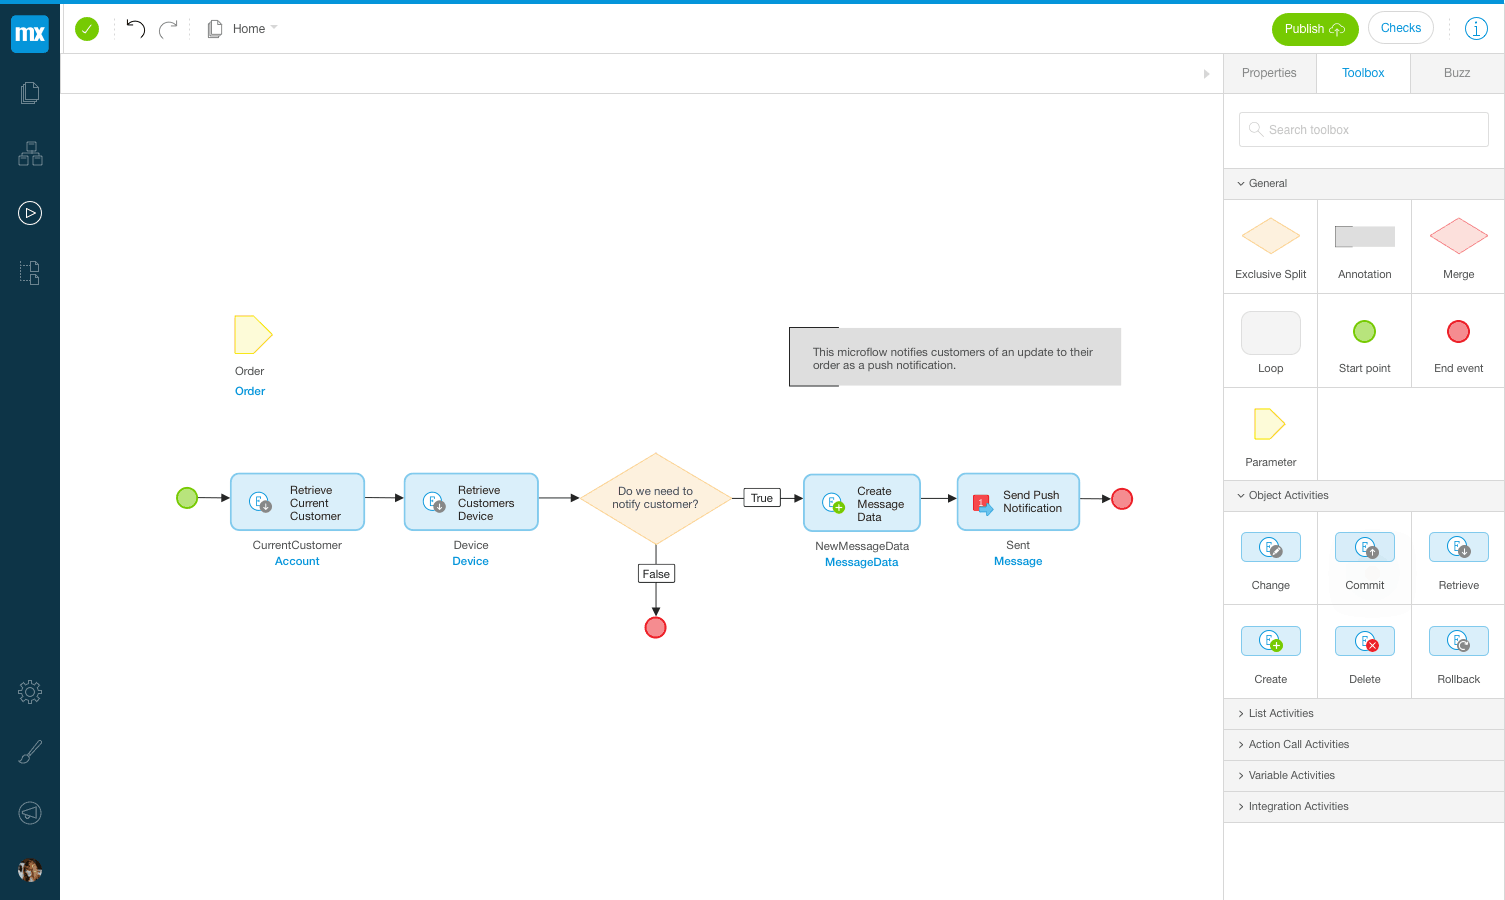 mx
Home
Publish
Checks
i
Properties
Toolbox
Buzz
Search toolbox
General
Exclusive Split
Annotation
Merge
Loop
Start point
End event
Parameter
Object Activities
E
Change
E
Commit
E
Retrieve
E
Create
E
Delete
E
Rollback
List Activities
Action Call Activities
Variable Activities
Integration Activities
Order
Order
This microflow notifies customers of an update to their
order as a push notification.
E
Retrieve
Current
Customer
CurrentCustomer
Account
E
Retrieve
Customers
Device
Device
Device
Do we need to
notify customer?
True
False
E
Create
Message
Data
NewMessageData
MessageData
1
Send Push
Notification
Sent
Message